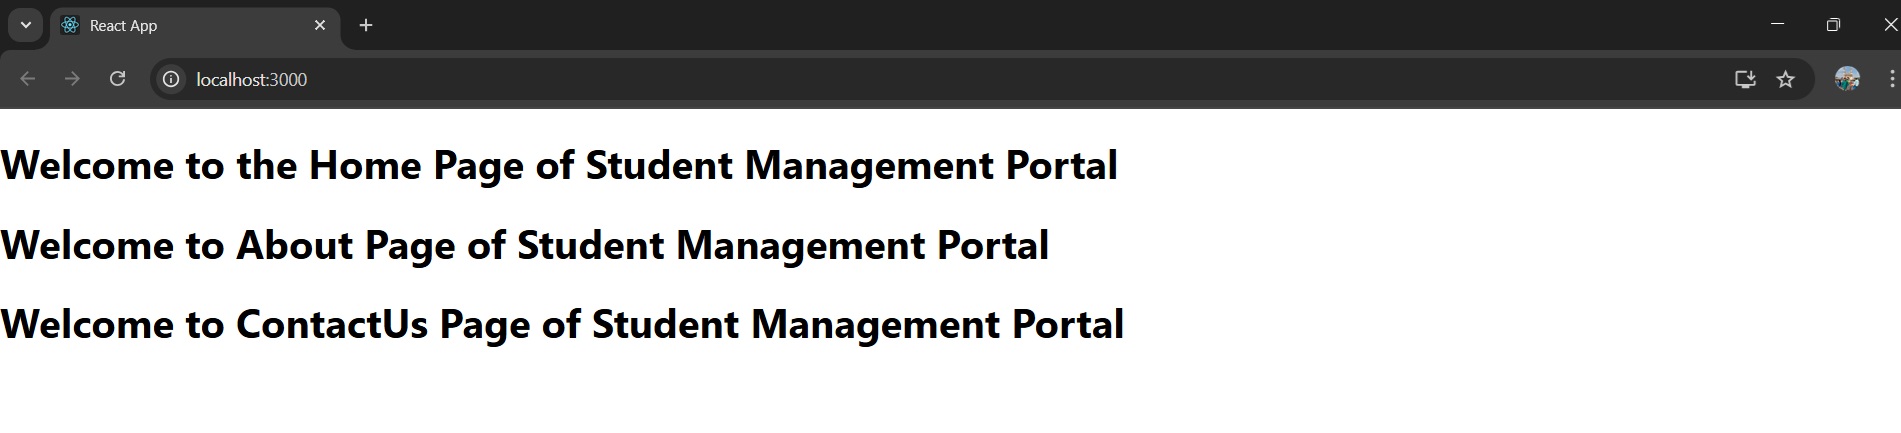 React App
localhost:3000
Welcome to the Home Page of Student Management Portal
Welcome to About Page of Student Management Portal
Welcome to ContactUs Page of Student Management Portal